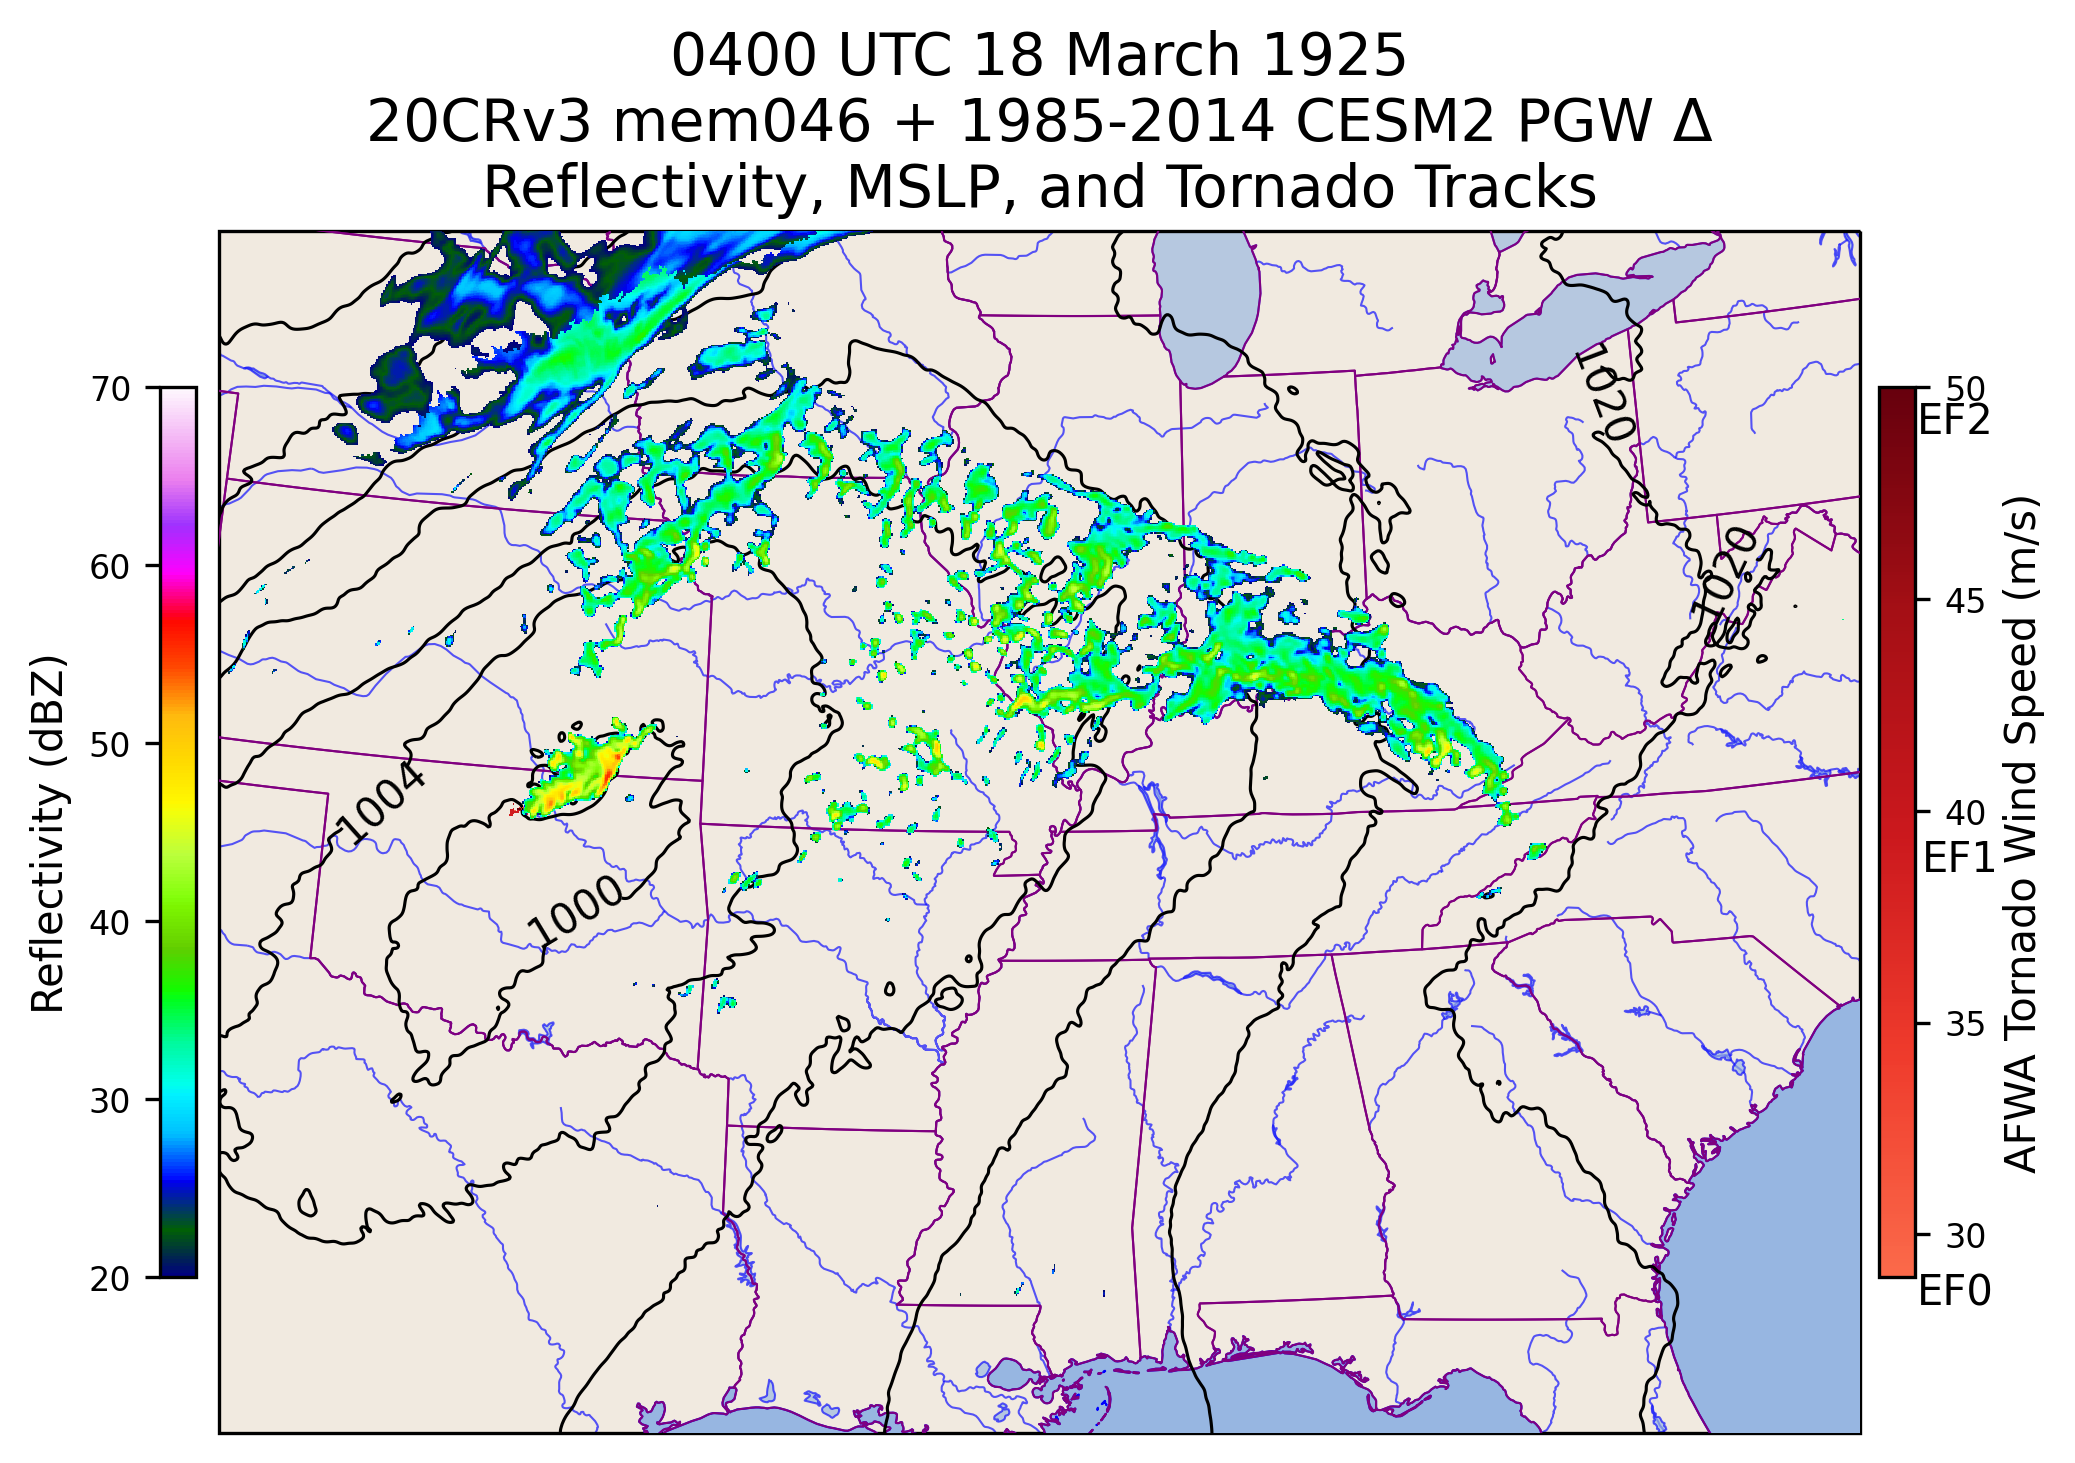 0400 UTC 18 March 1925
20CRv3 mem046 + 1985-2014 CESM2 PGW Δ
Reflectivity, MSLP, and Tornado Tracks
70
60
50
40
30
20
Reflectivity (dBZ)
1020
1020
1004
1000
50
EF2
45
40
EF1
35
30
EF0
AFWA Tornado Wind Speed (m/s)